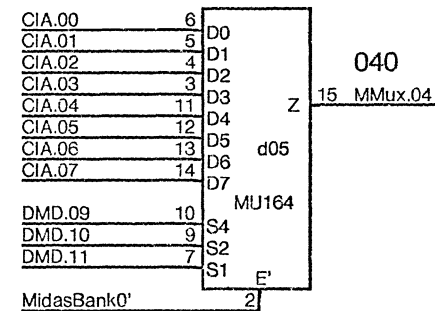 CIA.00 6 D0
CIA.01 5 D1
CIA.02 4 D2
CIA.03 3 D3
CIA.04 11 D4
CIA.05 12 D5
CIA.06 13 D6
CIA.07 14 D7
DMD.09 10 S4
DMD.10 9 S2
DMD.11 7 S1
MidasBank0' 2 E'
d05
MU164
Z 15 MMux.04
040